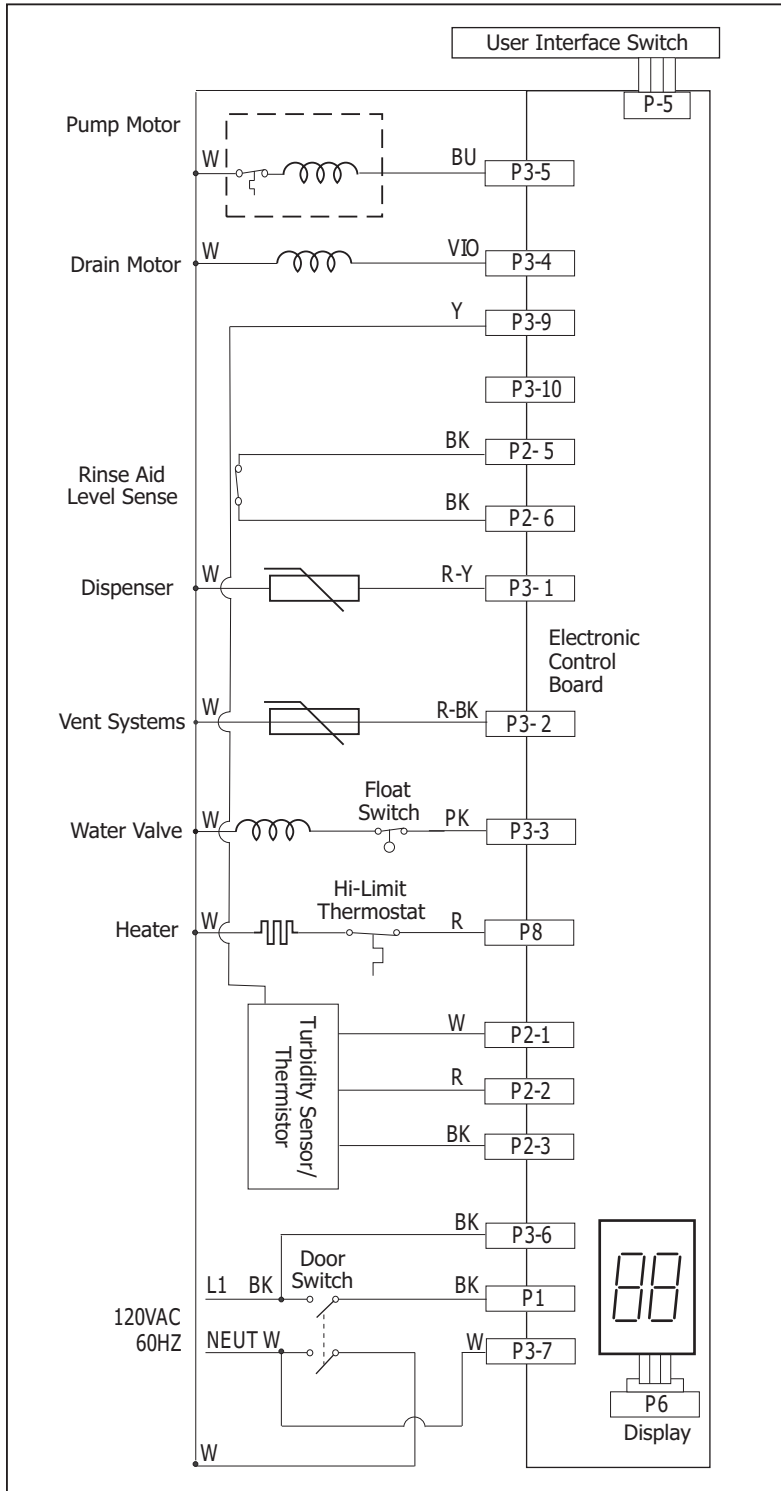 User Interface Switch
P-5
Pump Motor
W
BU
P3-5
Drain Motor
W
VIO
P3-4
Y
P3-9
P3-10
BK
P2-5
Rinse Aid
Level Sense
BK
P2-6
Dispenser
W
R-Y
P3-1
Electronic
Control
Board
Vent Systems
W
R-BK
P3-2
Float
Switch
Water Valve
W
PK
P3-3
Hi-Limit
Thermostat
Heater
W
R
P8
Turbidity Sensor/
Thermistor
W
P2-1
R
P2-2
BK
P2-3
BK
P3-6
Door
Switch
L1 BK
BK
P1
120VAC
60HZ
NEUT W
W
P3-7
88
P6
Display
W